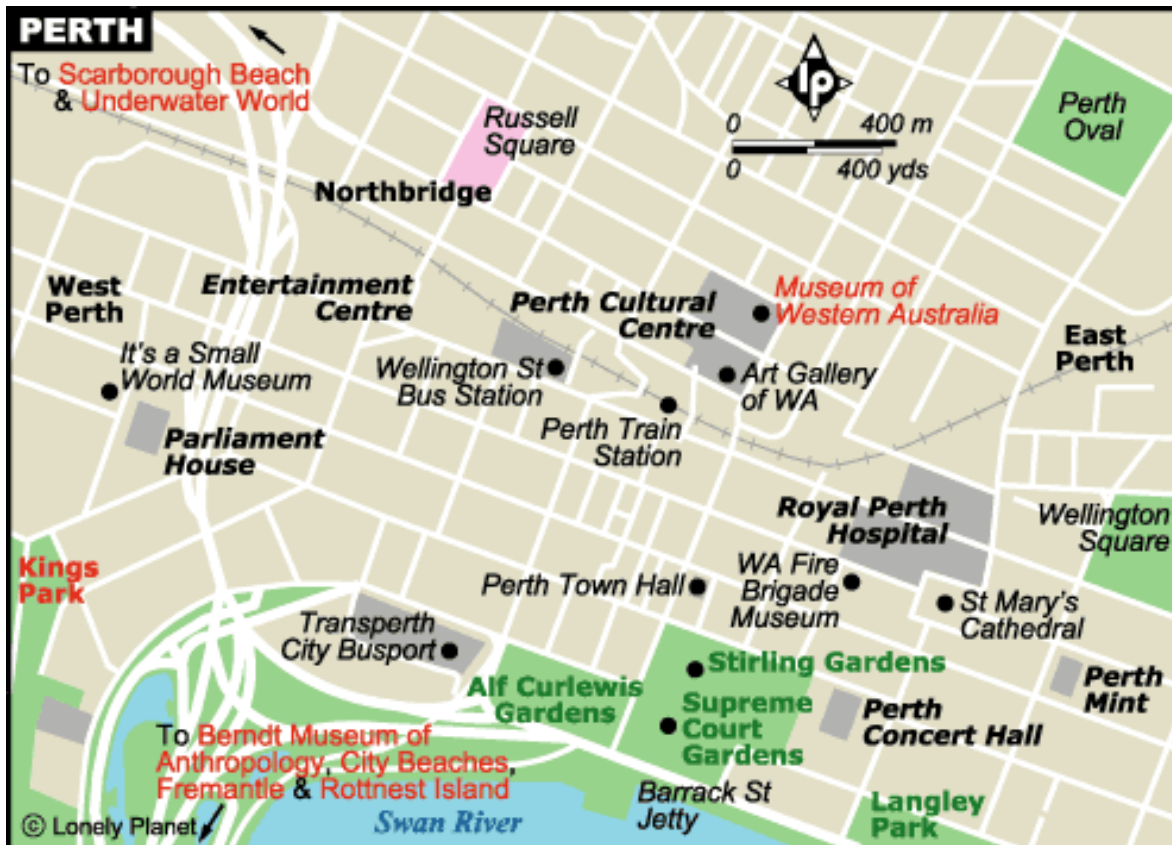 PERTH
To Scarborough Beach
& Underwater World
Russell
Square
lp
0 400 m
0 400 yds
Perth
Oval
Northbridge
West
Perth
Entertainment
Centre
Perth Cultural
Centre
Museum of
Western Australia
East
Perth
It's a Small
World Museum
Wellington St
Bus Station
Art Gallery
of WA
Parliament
House
Perth Train
Station
Royal Perth
Hospital
Wellington
Square
Kings
Park
Perth Town Hall
WA Fire
Brigade
Museum
St Mary's
Cathedral
Transperth
City Busport
Stirling Gardens
Alf Curlewis
Gardens
Supreme
Court
Gardens
Perth
Mint
Perth
Concert Hall
To Berndt Museum of
Anthropology, City Beaches,
Fremantle & Rottnest Island
Barrack St
Jetty
Langley
Park
© Lonely Planet
Swan River